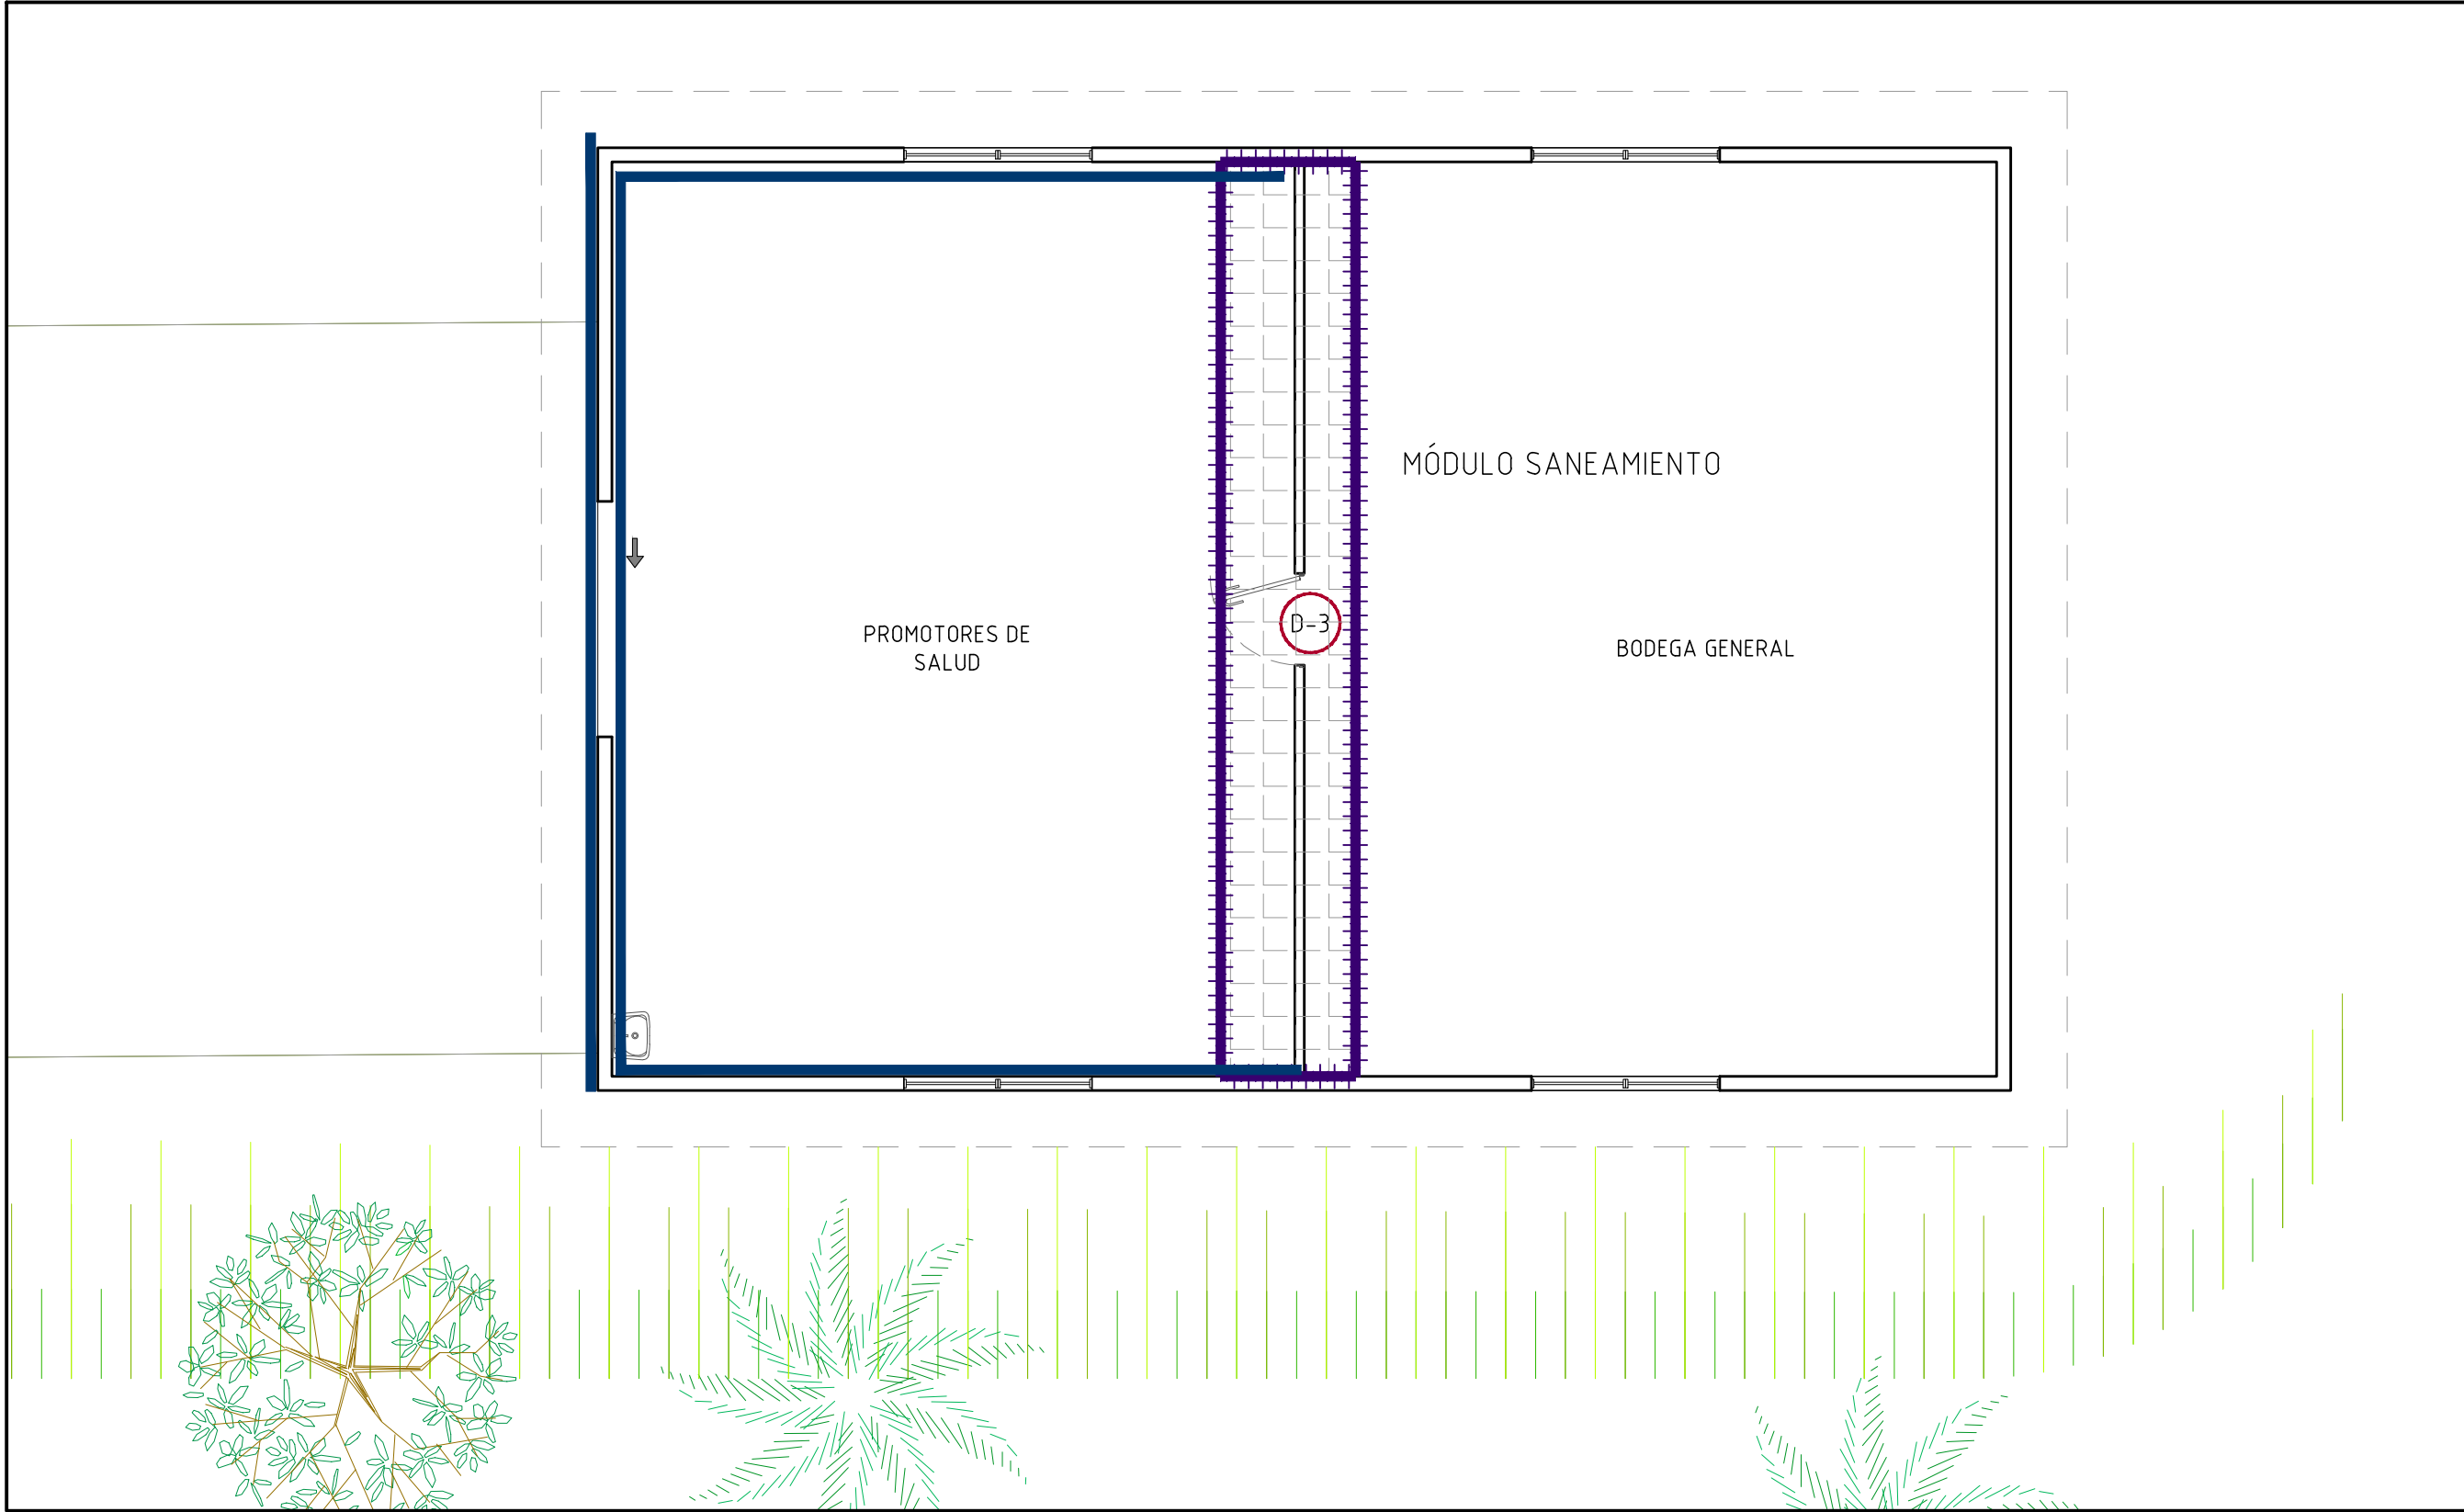 MÓDULO SANEAMIENTO
PROMOTORES DE
SALUD
D-3
BODEGA GENERAL